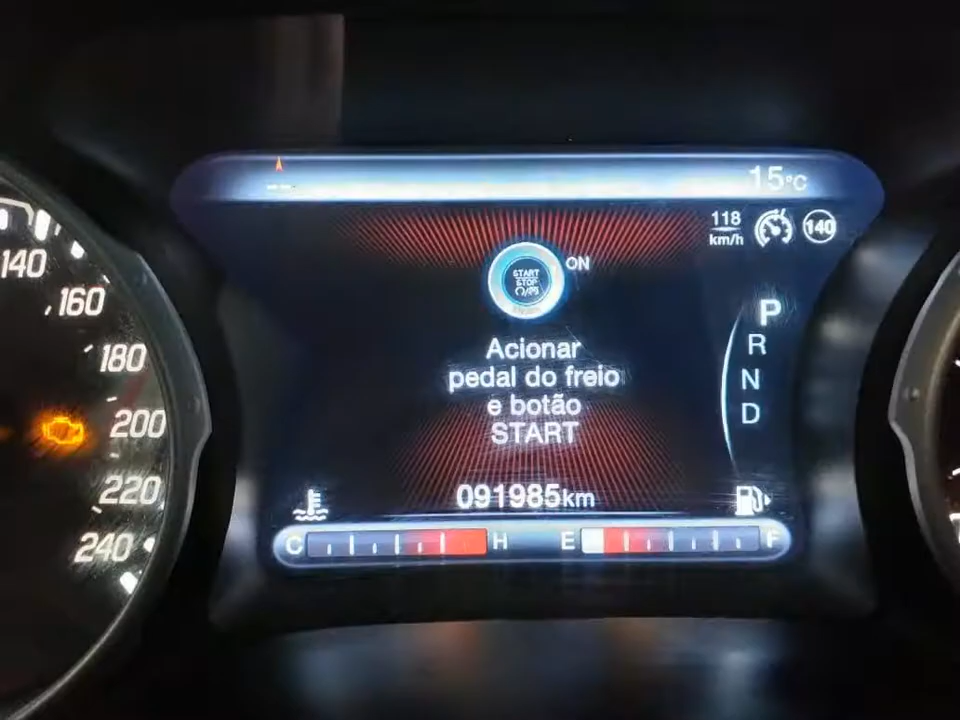 15°C
118
km/h
140
START
STOP
ON
Acionar
pedal do freio
e botão
START
P
R
N
D
091985km
C H E F
140
160
180
200
220
240